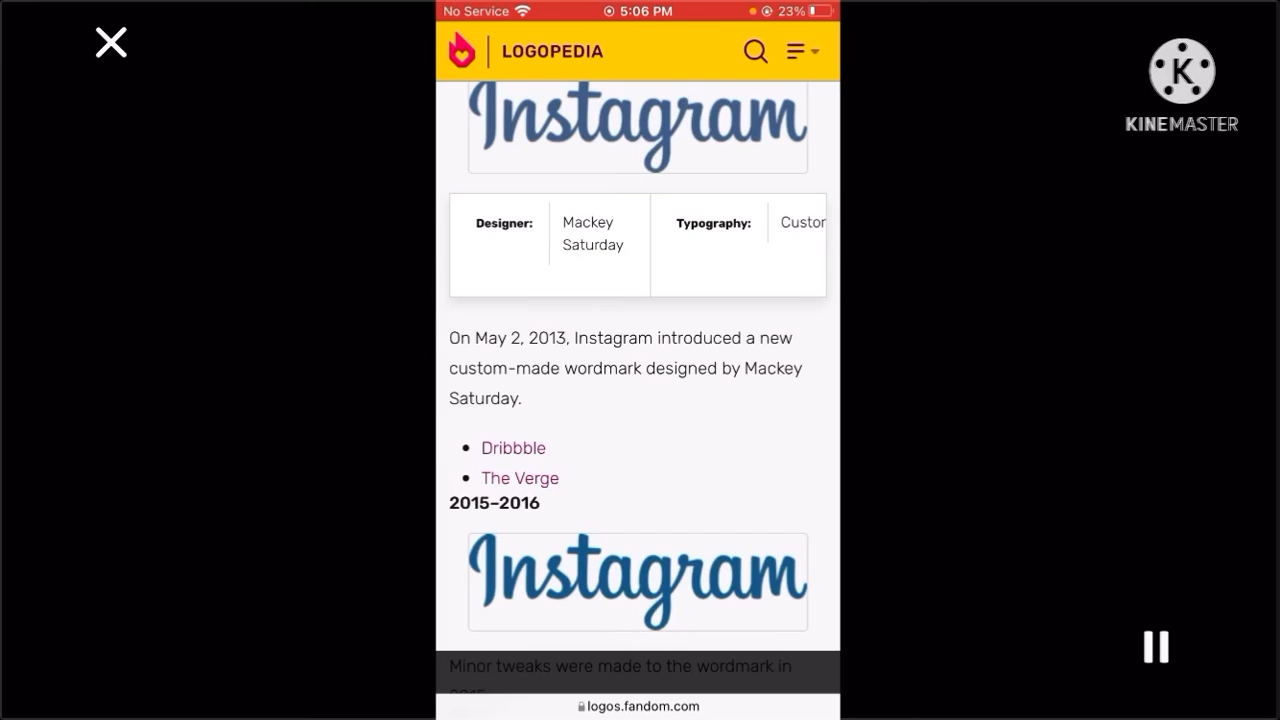 No Service 5:06 PM 23%
K
KINEMASTER
LOGOPEDIA
Instagram
Designer: Mackey Saturday Typography: Custor
On May 2, 2013, Instagram introduced a new
custom-made wordmark designed by Mackey
Saturday.
Dribbble
The Verge
2015–2016
Instagram
Minor tweaks were made to the wordmark in
logos.fandom.com